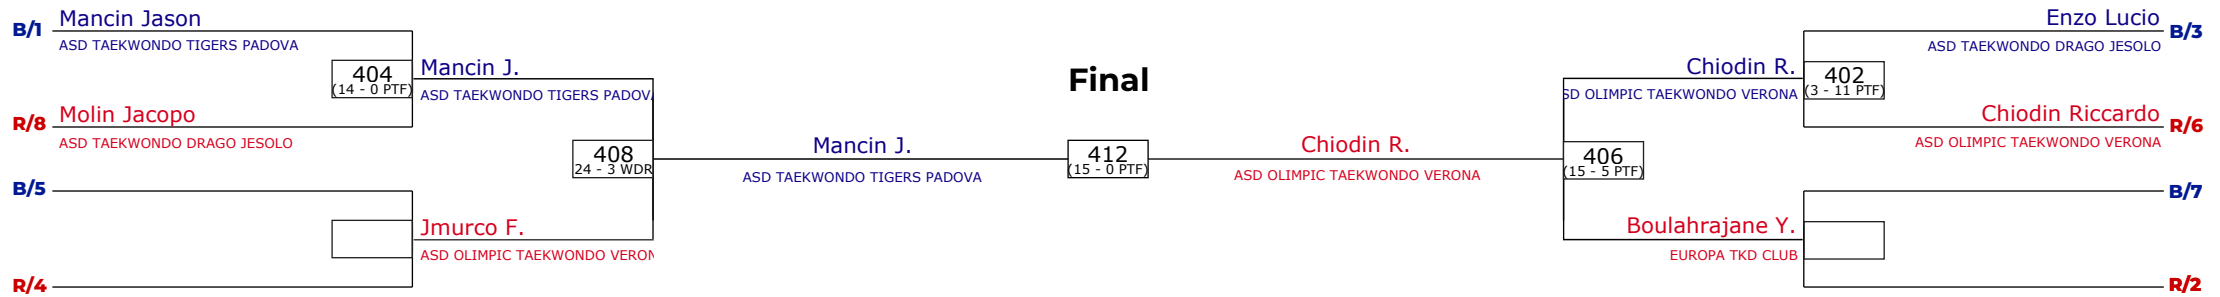 B/1
Mancin Jason
ASD TAEKWONDO TIGERS PADOVA
404
(14 - 0 PTF)
R/8
Molin Jacopo
ASD TAEKWONDO DRAGO JESOLO
Mancin J.
ASD TAEKWONDO TIGERS PADOV
408
24 - 3 WDR
B/5
R/4
Jmurco F.
ASD OLIMPIC TAEKWONDO VERON
Mancin J.
ASD TAEKWONDO TIGERS PADOVA
Final
412
(15 - 0 PTF)
Chiodin R.
ASD OLIMPIC TAEKWONDO VERONA
Chiodin R.
SD OLIMPIC TAEKWONDO VERONA
406
(15 - 5 PTF)
Boulahrajane Y.
EUROPA TKD CLUB
Enzo Lucio
B/3
ASD TAEKWONDO DRAGO JESOLO
402
(3 - 11 PTF)
Chiodin Riccardo
R/6
ASD OLIMPIC TAEKWONDO VERONA
B/7
R/2